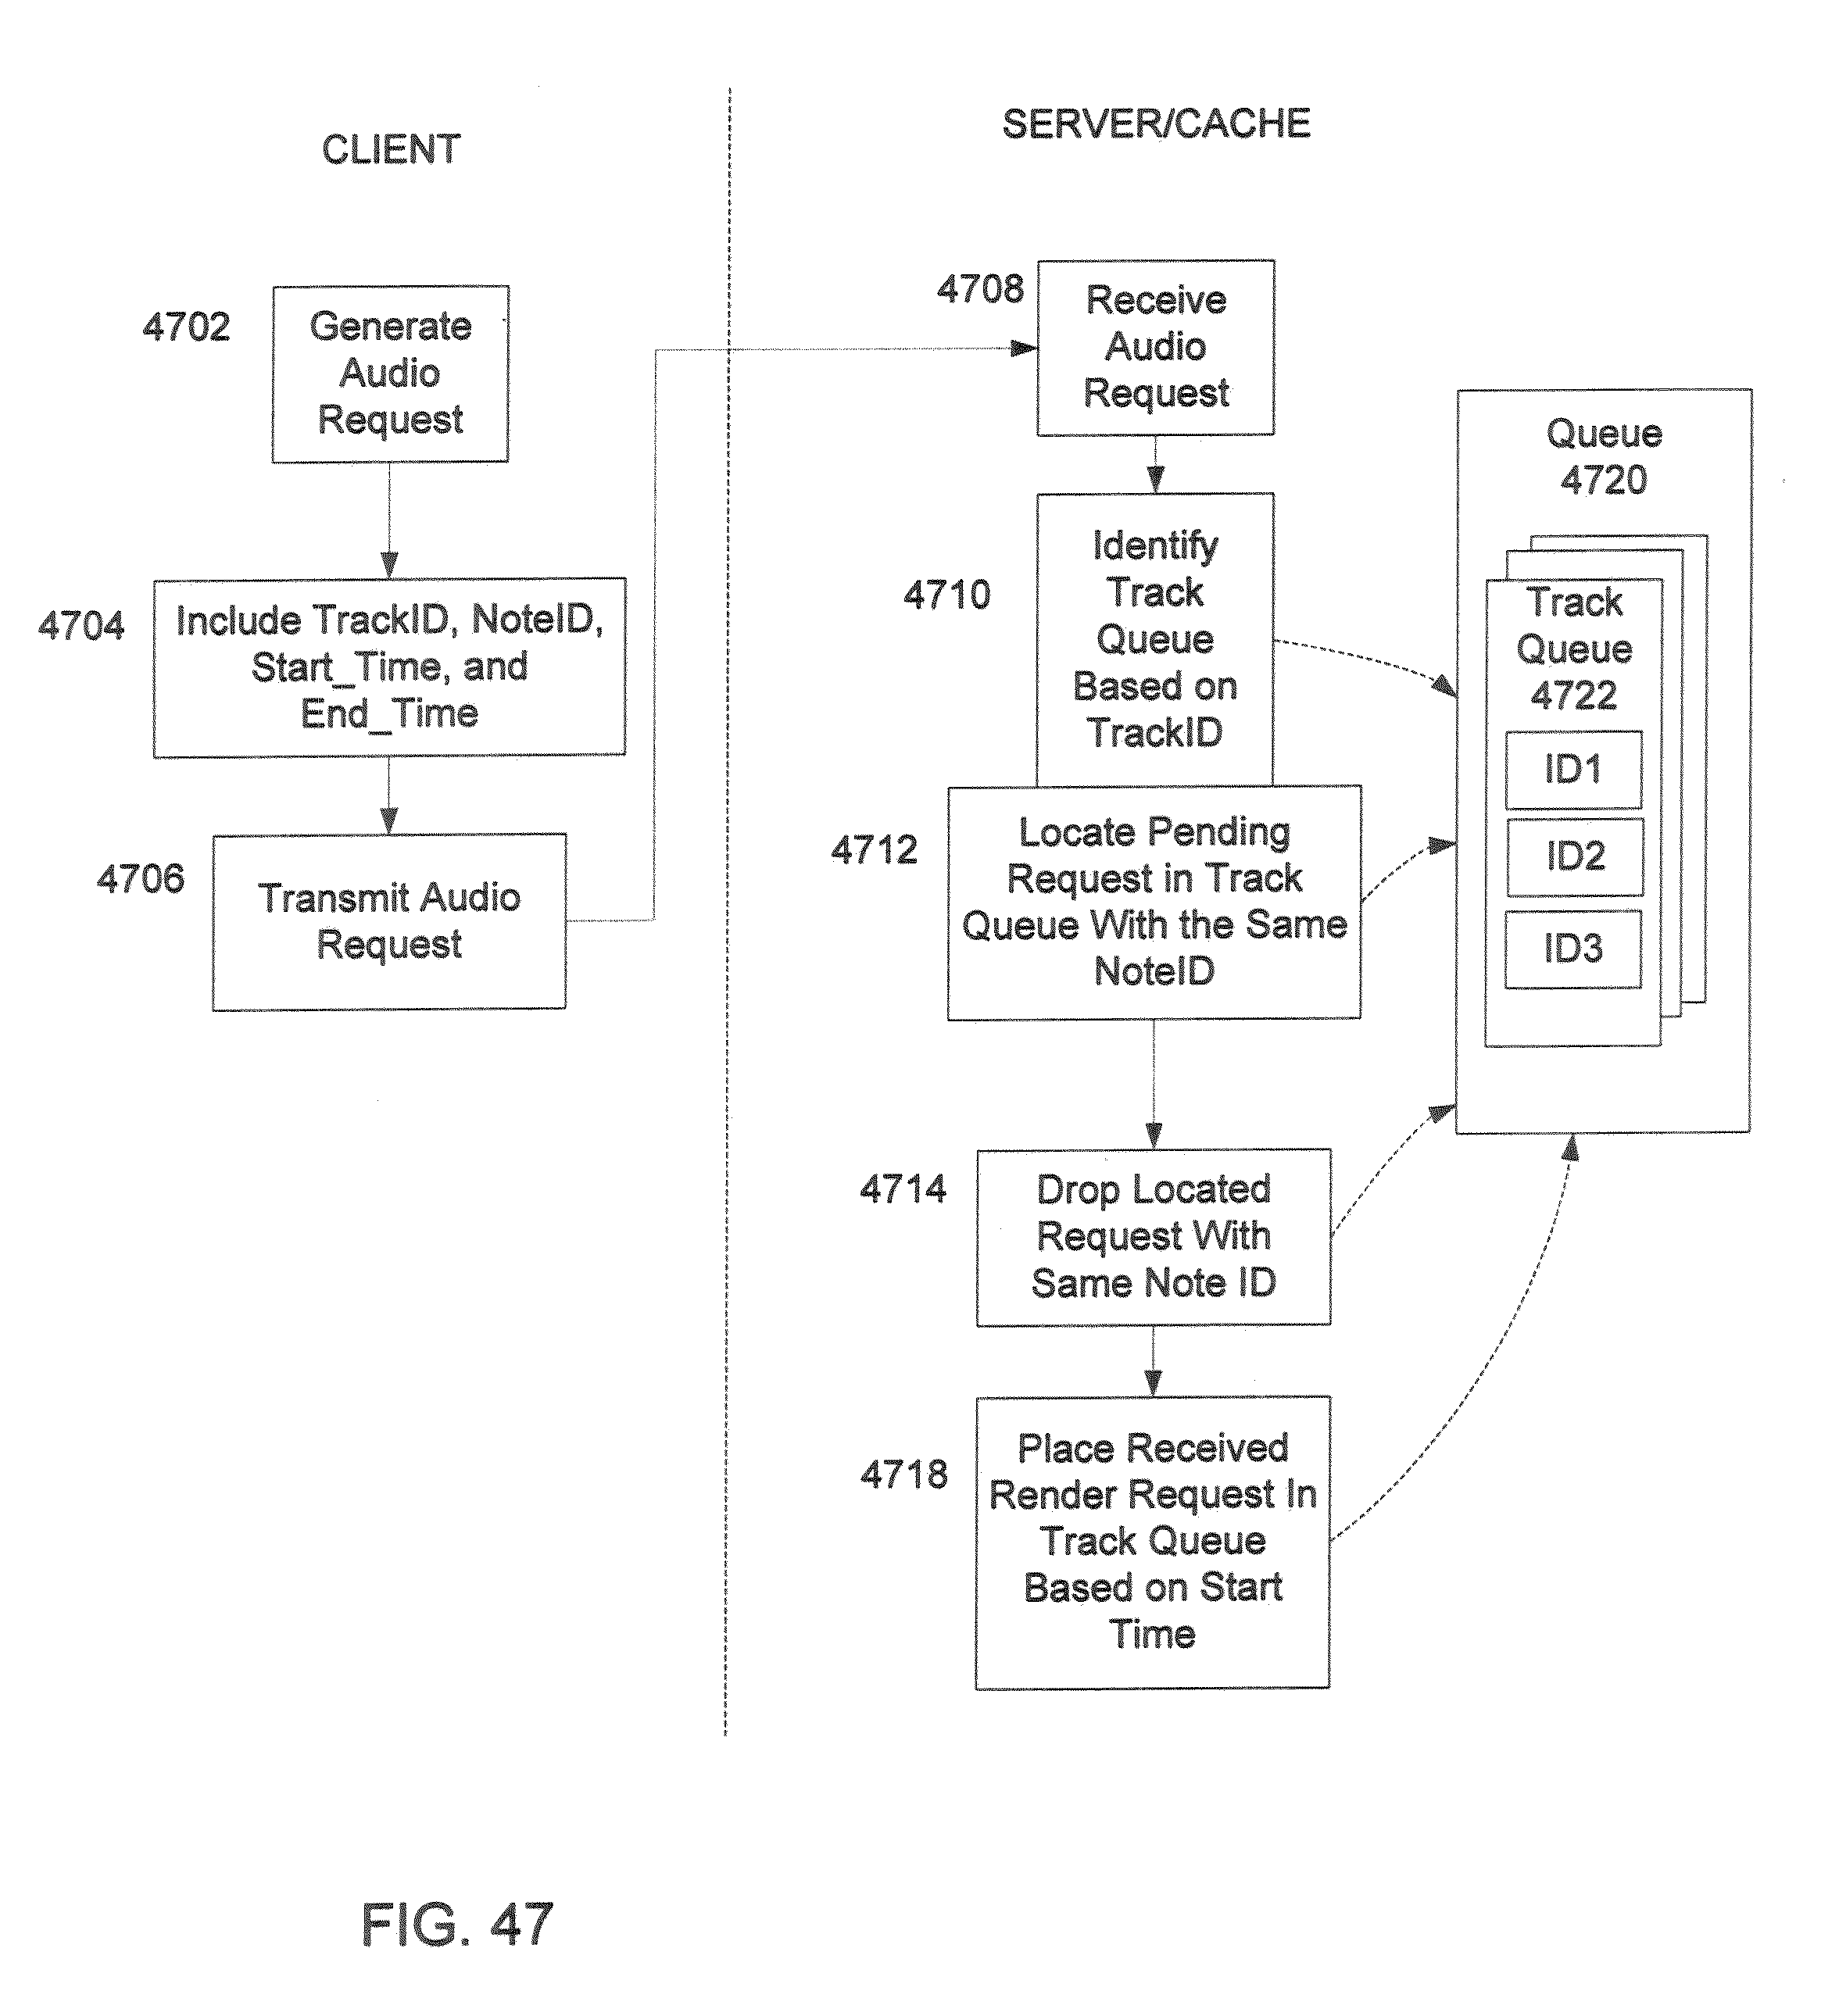 CLIENT
SERVER/CACHE
4702
Generate
Audio
Request
4704
Include TrackID, NoteID,
Start_Time, and
End_Time
4706
Transmit Audio
Request
4708
Receive
Audio
Request
4710
Identify
Track
Queue
Based on
TrackID
4712
Locate Pending
Request in Track
Queue With the Same
NoteID
4714
Drop Located
Request With
Same Note ID
4718
Place Received
Render Request In
Track Queue
Based on Start
Time
Queue
4720
Track
Queue
4722
ID1
ID2
ID3
FIG. 47